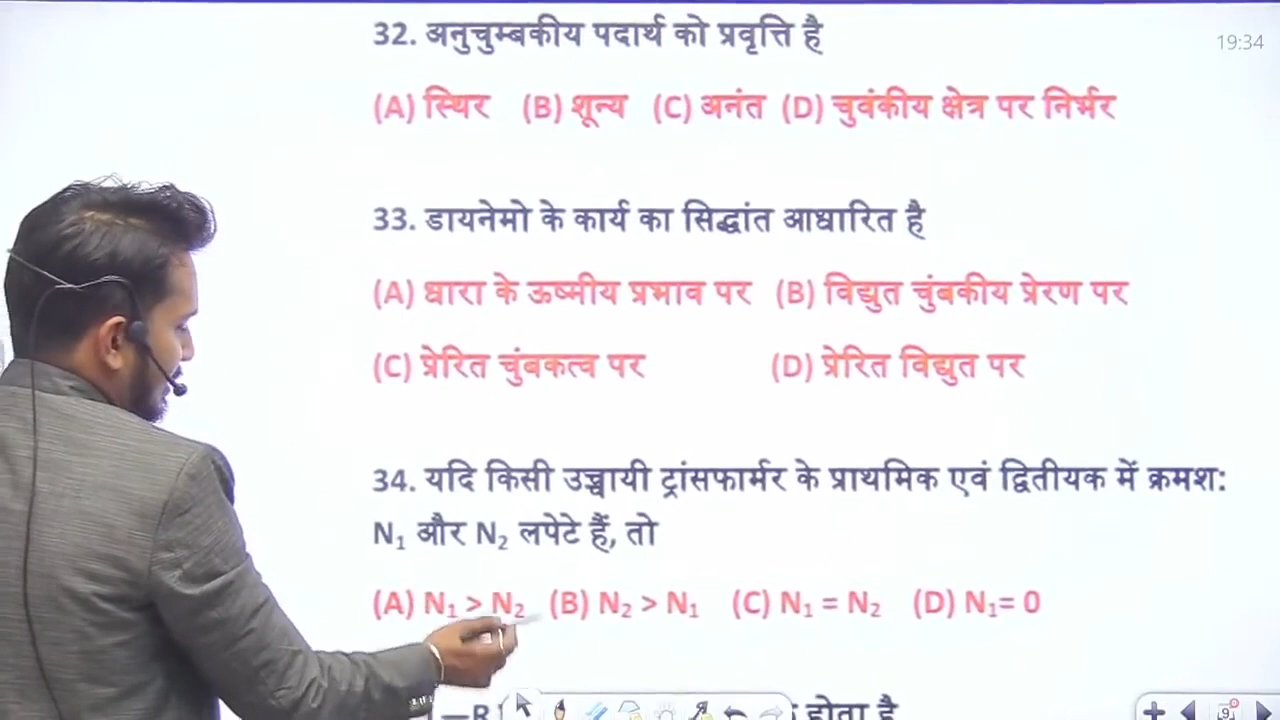 32. अनुचुम्बकीय पदार्थ को प्रवृत्ति है
19:34
(A) स्थिर (B) शून्य (C) अनंत (D) चुवंकीय क्षेत्र पर निर्भर
33. डायनेमो के कार्य का सिद्धांत आधारित है
(A) धारा के ऊष्मीय प्रभाव पर (B) विद्युत चुंबकीय प्रेरण पर
(C) प्रेरित चुंबकत्व पर (D) प्रेरित विद्युत पर
34. यदि किसी उच्चायी ट्रांसफार्मर के प्राथमिक एवं द्वितीयक में क्रमश:
N₁ और N₂ लपेटे हैं, तो
(A) N₁ > N₂ (B) N₂ > N₁ (C) N₁ = N₂ (D) N₁= 0
होता है
9